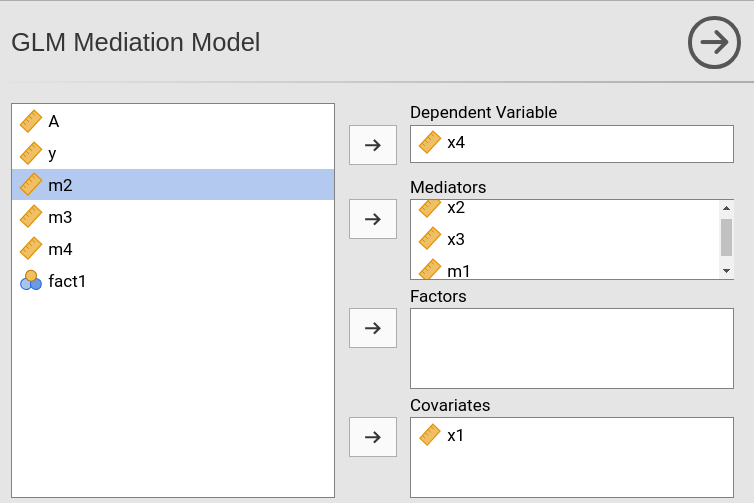 GLM Mediation Model
A
y
m2
m3
m4
fact1
Dependent Variable
x4
Mediators
x2
x3
m1
Factors
Covariates
x1